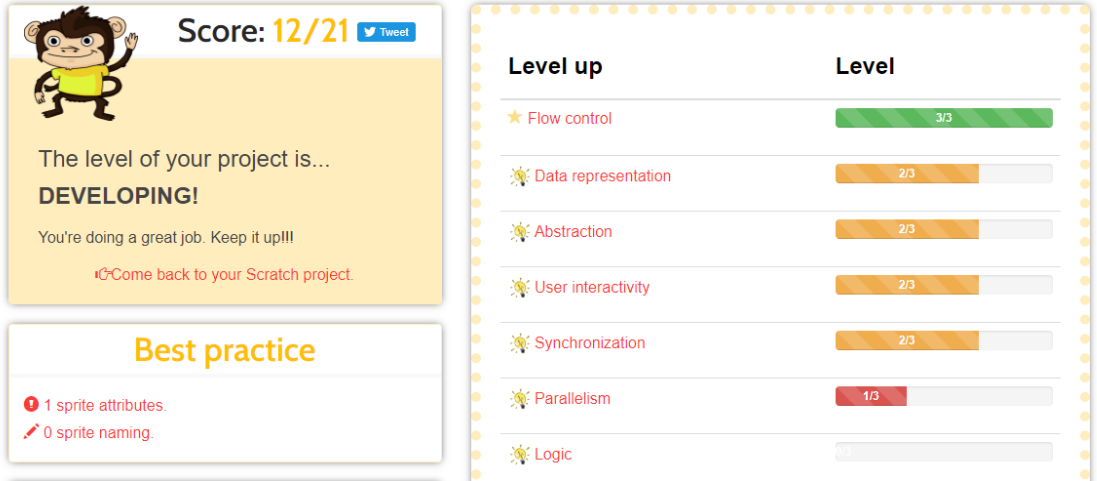 Score: 12/21 Tweet
The level of your project is...
DEVELOPING!
You're doing a great job. Keep it up!!!
Come back to your Scratch project.
Best practice
1 sprite attributes.
0 sprite naming.
Level up Level
Flow control 3/3
Data representation 2/3
Abstraction 2/3
User interactivity 2/3
Synchronization 2/3
Parallelism 1/3
Logic